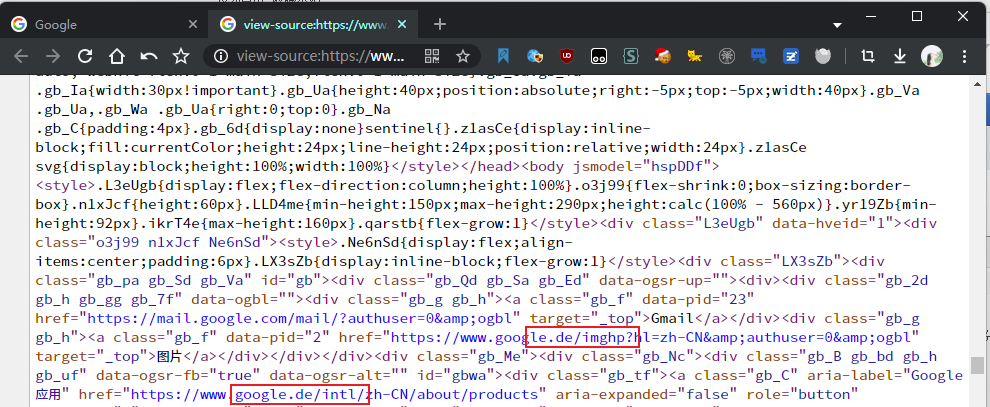 Google
view-source:https://www.
view-source:https://ww...
.gb_Ia{width:30px!important}.gb_Ua{height:40px;position:absolute;right:-5px;top:-5px;width:40px}.gb_Va
.gb_Ua,.gb_Wa .gb_Ua{right:0;top:0}.gb_Na
.gb_C{padding:4px}.gb_6d{display:none}sentinel{}.z1asCe{display:inline-
block;fill:currentColor;height:24px;line-height:24px;position:relative;width:24px}.z1asCe
svg{display:block;height:100%;width:100%}</style></head><body jsmodel="hspDDf">
<style>.L3eUgb{display:flex;flex-direction:column;height:100%}.o3j99{flex-shrink:0;box-sizing:border-
box}.n1xJcf{height:60px}.LLD4me{min-height:150px;max-height:290px;height:calc(100% - 560px)}.yr19Zb{min-
height:92px}.ikrT4e{max-height:160px}.qarstb{flex-grow:1}</style><div class="L3eUgb" data-hveid="1"><div
class="o3j99 n1xJcf Ne6nSd"><style>.Ne6nSd{display:flex;align-
items:center;padding:6px}.LX3sZb{display:inline-block;flex-grow:1}</style><div class="LX3sZb"><div
class="gb_pa gb_Sd gb_Va" id="gb"><div class="gb_Qd gb_Sa gb_Ed" data-ogsr-up=""><div class="gb_2d
gb_h gb_gg gb_7f" data-ogbl=""><div class="gb_g gb_h"><a class="gb_f" data-pid="23"
href="https://mail.google.com/mail/?authuser=0&amp;ogbl" target="_top">Gmail</a></div><div class="gb_g
gb_h"><a class="gb_f" data-pid="2" href="https://www.google.de/imghp?hl=zh-CN&amp;authuser=0&amp;ogbl"
target="_top">图片</a></div></div></div><div class="gb_Me"><div class="gb_Nc"><div class="gb_B gb_bd gb_h
gb_uf" data-ogsr-fb="true" data-ogsr-alt="" id="gbwa"><div class="gb_tf"><a class="gb_C" aria-label="Google
应用" href="https://www.google.de/intl/zh-CN/about/products" aria-expanded="false" role="button"